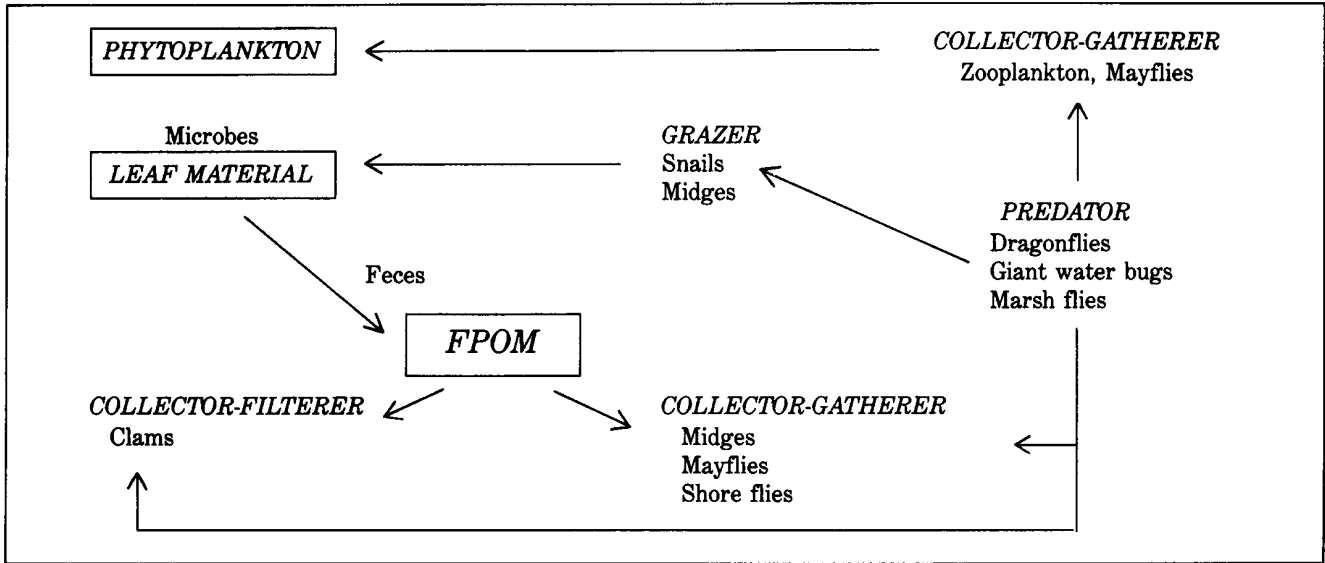 PHYTOPLANKTON
COLLECTOR-GATHERER
Zooplankton, Mayflies
Microbes
LEAF MATERIAL
GRAZER
Snails
Midges
PREDATOR
Dragonflies
Giant water bugs
Marsh flies
Feces
FPOM
COLLECTOR-FILTERER
Clams
COLLECTOR-GATHERER
Midges
Mayflies
Shore flies